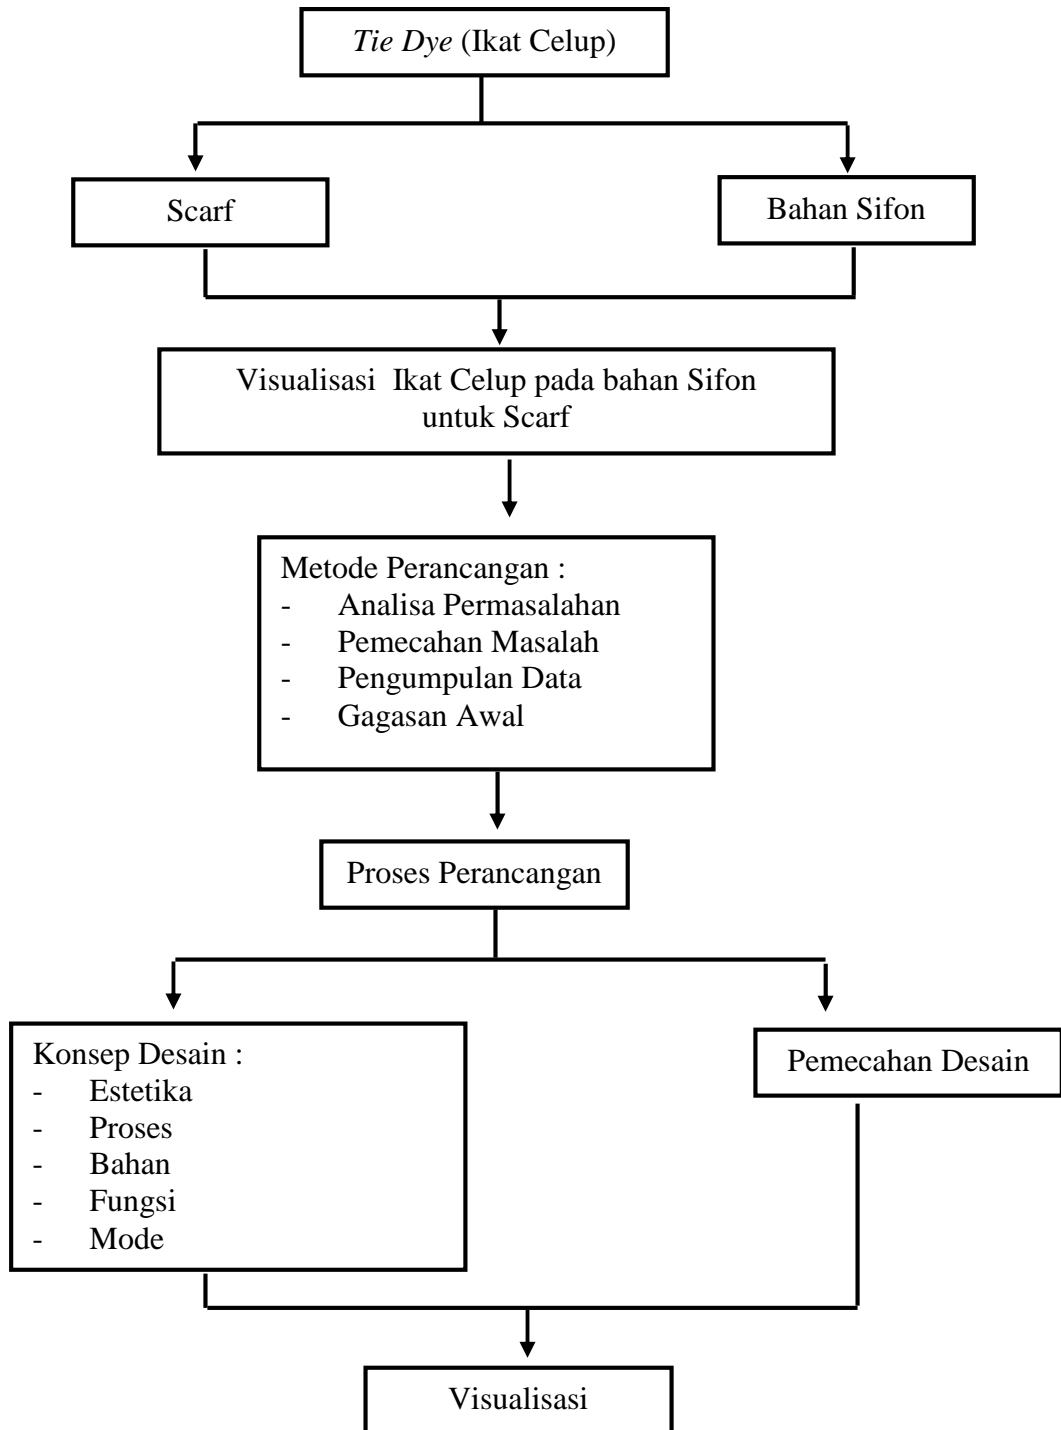 Tie Dye (Ikat Celup)
Scarf
Bahan Sifon
Visualisasi Ikat Celup pada bahan Sifon
untuk Scarf
Metode Perancangan :
- Analisa Permasalahan
- Pemecahan Masalah
- Pengumpulan Data
- Gagasan Awal
Proses Perancangan
Konsep Desain :
- Estetika
- Proses
- Bahan
- Fungsi
- Mode
Pemecahan Desain
Visualisasi